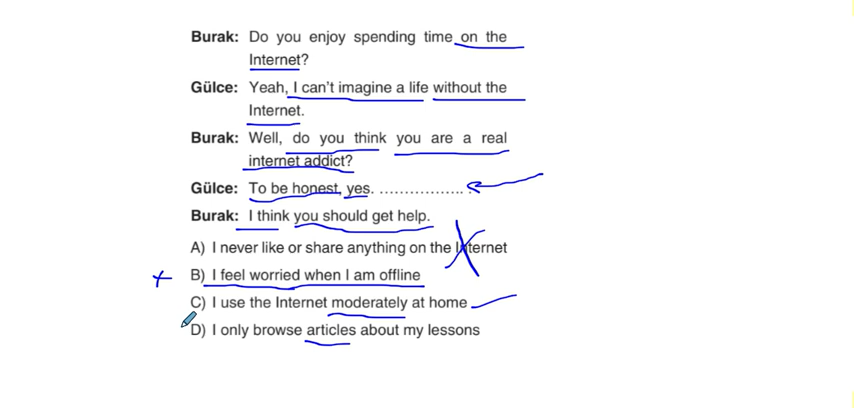 Burak: Do you enjoy spending time on the
Internet?
Gülce: Yeah, I can't imagine a life without the
Internet.
Burak: Well, do you think you are a real
internet addict?
Gülce: To be honest, yes. .................
Burak: I think you should get help.
A) I never like or share anything on the Internet
B) I feel worried when I am offline
C) I use the Internet moderately at home
D) I only browse articles about my lessons